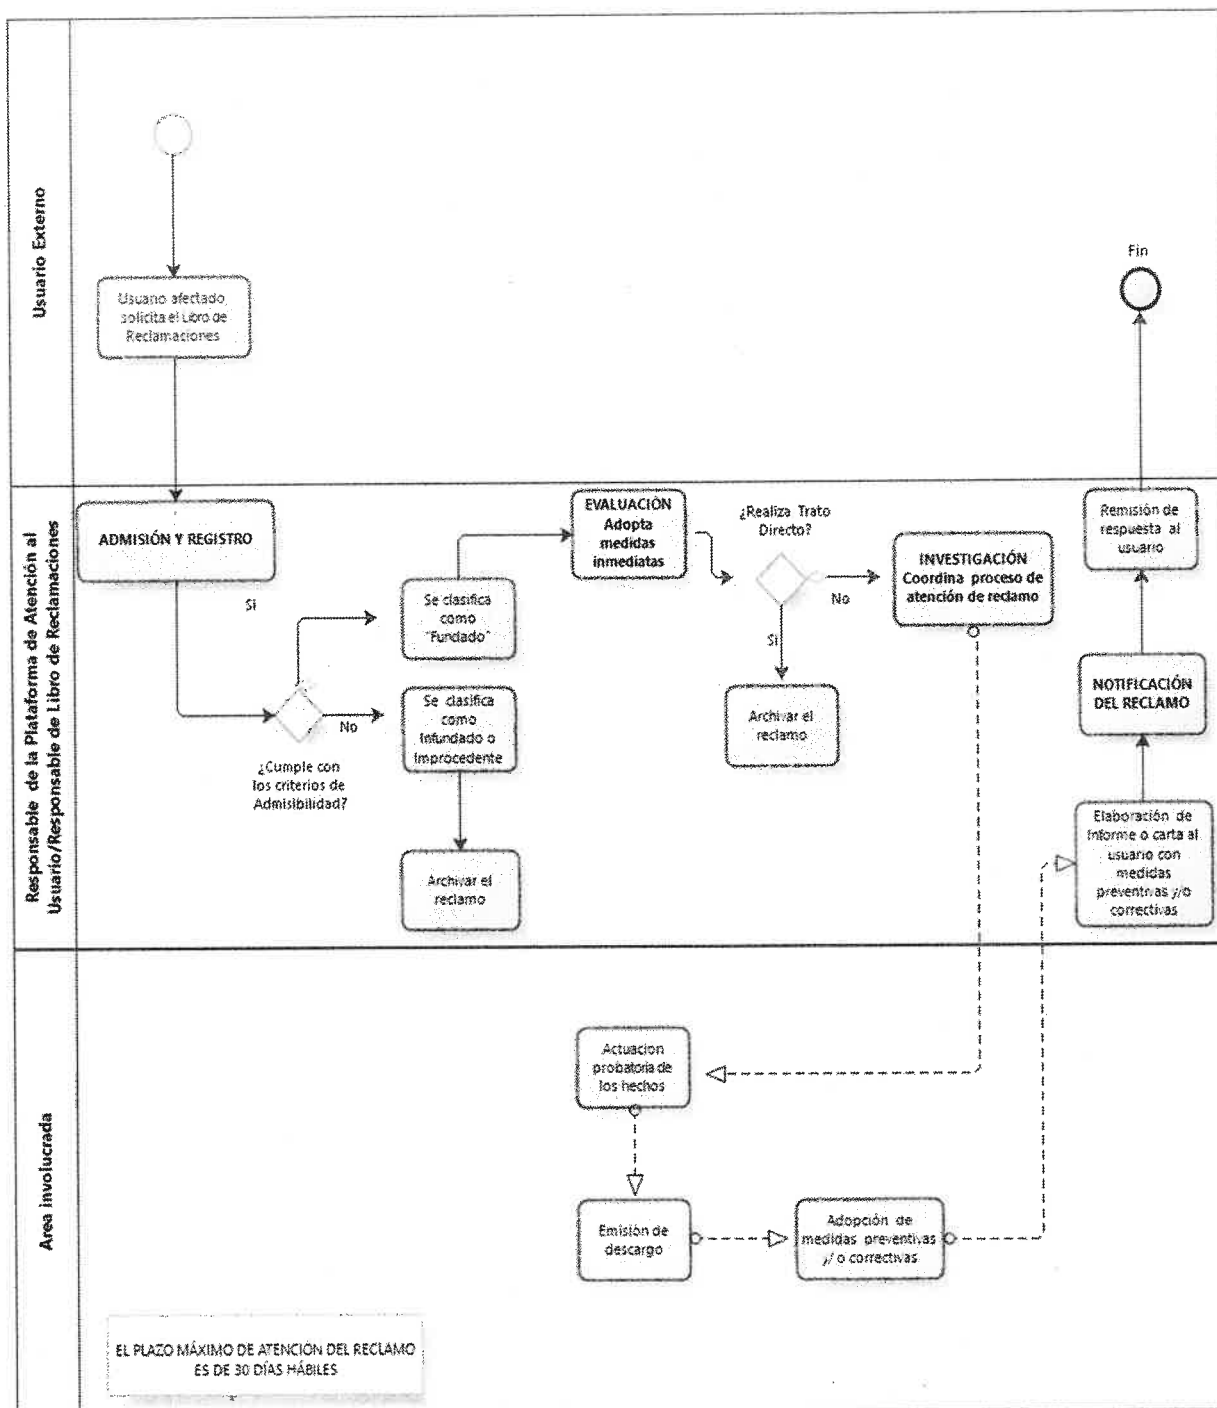 Usuario Externo
Usuario afectado
solicita el Libro de
Reclamaciones
Fin
Responsable de la Plataforma de Atención al
Usuario/Responsable de Libro de Reclamaciones
ADMISIÓN Y REGISTRO
Si
¿Cumple con
los criterios de
Admisibilidad?
No
Se clasifica
como
"Fundado"
Se clasifica
como
Infundado o
Improcedente
Archivar el
reclamo
EVALUACIÓN
Adopta
medidas
inmediatas
¿Realiza Trato
Directo?
No
Si
Archivar el
reclamo
INVESTIGACIÓN
Coordina proceso de
atención de reclamo
Remisión de
respuesta al
usuario
NOTIFICACIÓN
DEL RECLAMO
Elaboración de
Informe o carta al
usuario con
medidas
preventivas y/o
correctivas
Area involucrada
Actuacion
probatoria de
los hechos
Emisión de
descargo
Adopción de
medidas preventivas
y/ o correctivas
EL PLAZO MÁXIMO DE ATENCIÓN DEL RECLAMO
ES DE 30 DÍAS HÁBILES